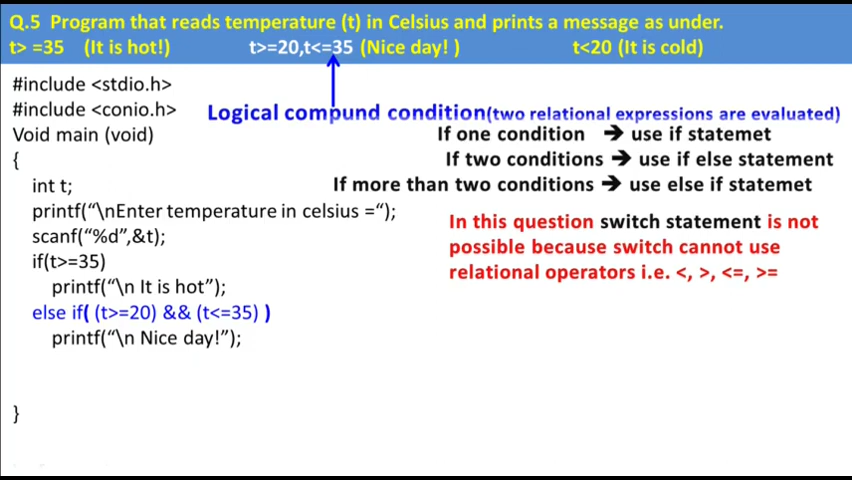 Q.5 Program that reads temperature (t) in Celsius and prints a message as under.
t> =35 (It is hot!) t>=20,t<=35 (Nice day! ) t<20 (It is cold)
#include <stdio.h>
#include <conio.h>
Logical compund condition(two relational expressions are evaluated)
Void main (void)
If one condition ➔ use if statemet
{
If two conditions ➔ use if else statement
int t;
If more than two conditions ➔ use else if statemet
printf(“\nEnter temperature in celsius =“);
In this question switch statement is not
scanf(“%d”,&t);
possible because switch cannot use
if(t>=35)
relational operators i.e. <, >, <=, >=
printf(“\n It is hot”);
else if( (t>=20) && (t<=35) )
printf(“\n Nice day!”);
}